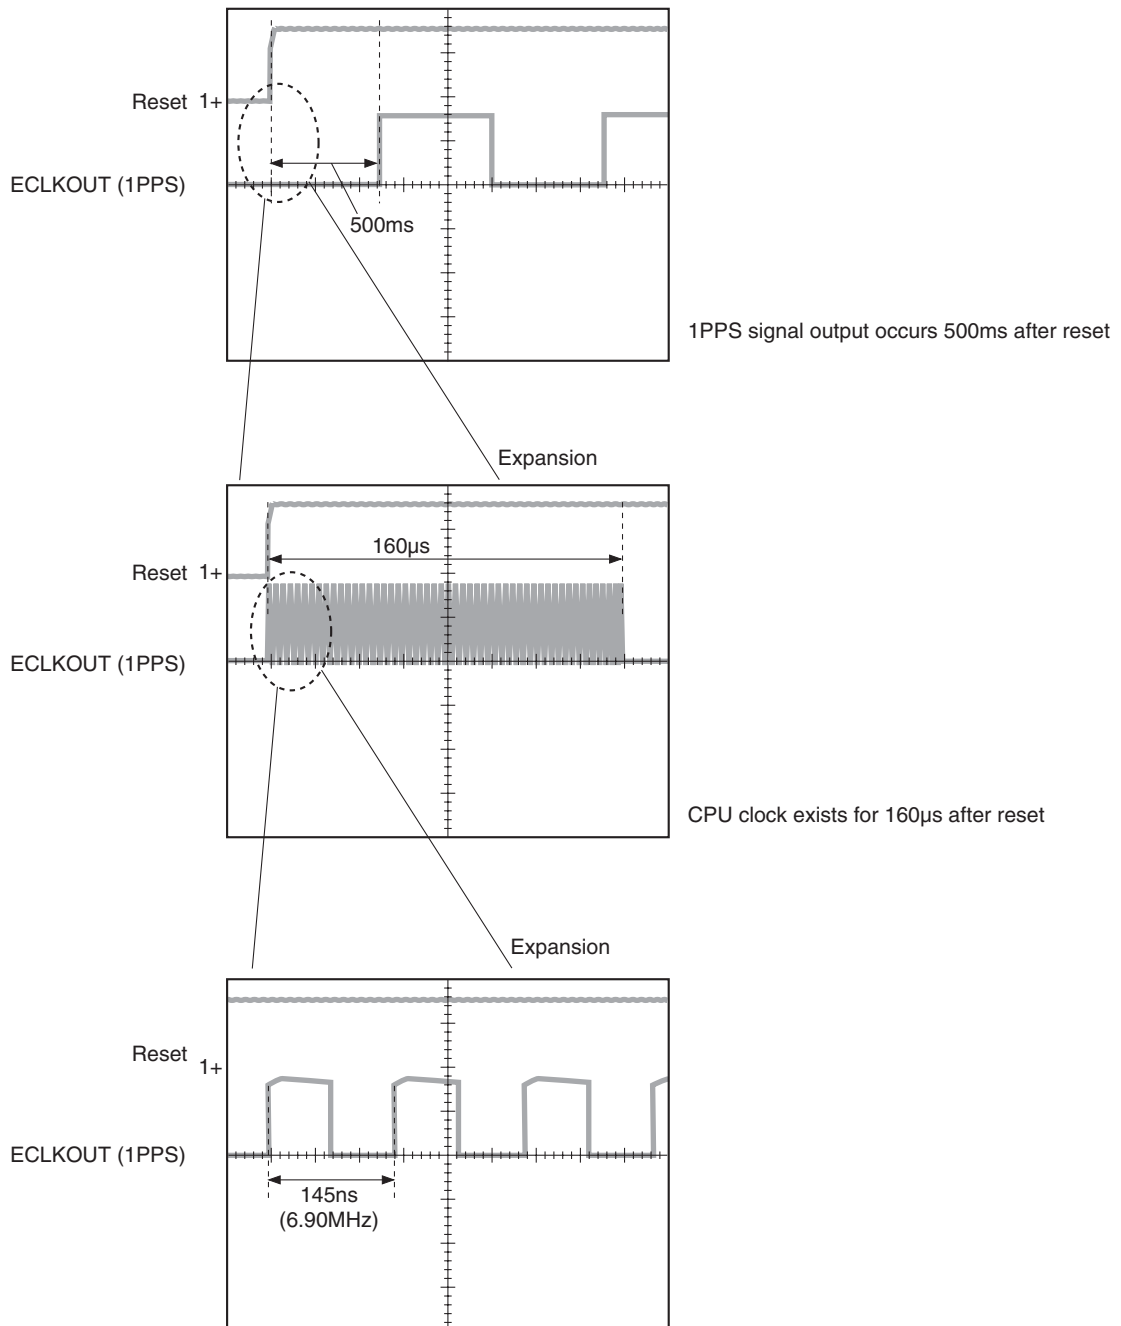 Reset 1+
ECLKOUT (1PPS)
500ms
1PPS signal output occurs 500ms after reset
Expansion
160µs
Reset 1+
ECLKOUT (1PPS)
CPU clock exists for 160µs after reset
Expansion
Reset 1+
ECLKOUT (1PPS)
145ns
(6.90MHz)